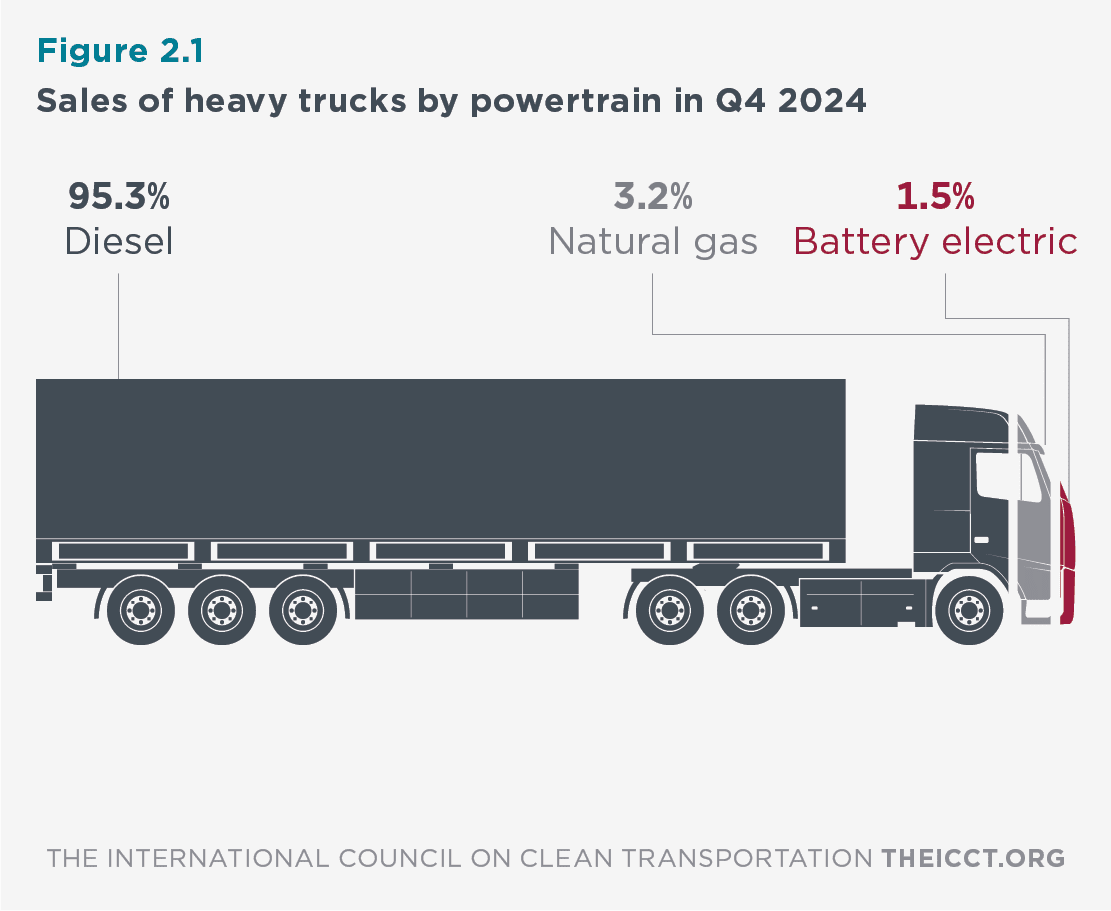 Figure 2.1
Sales of heavy trucks by powertrain in Q4 2024
95.3%
Diesel
3.2%
Natural gas
1.5%
Battery electric
THE INTERNATIONAL COUNCIL ON CLEAN TRANSPORTATION THEICCT.ORG